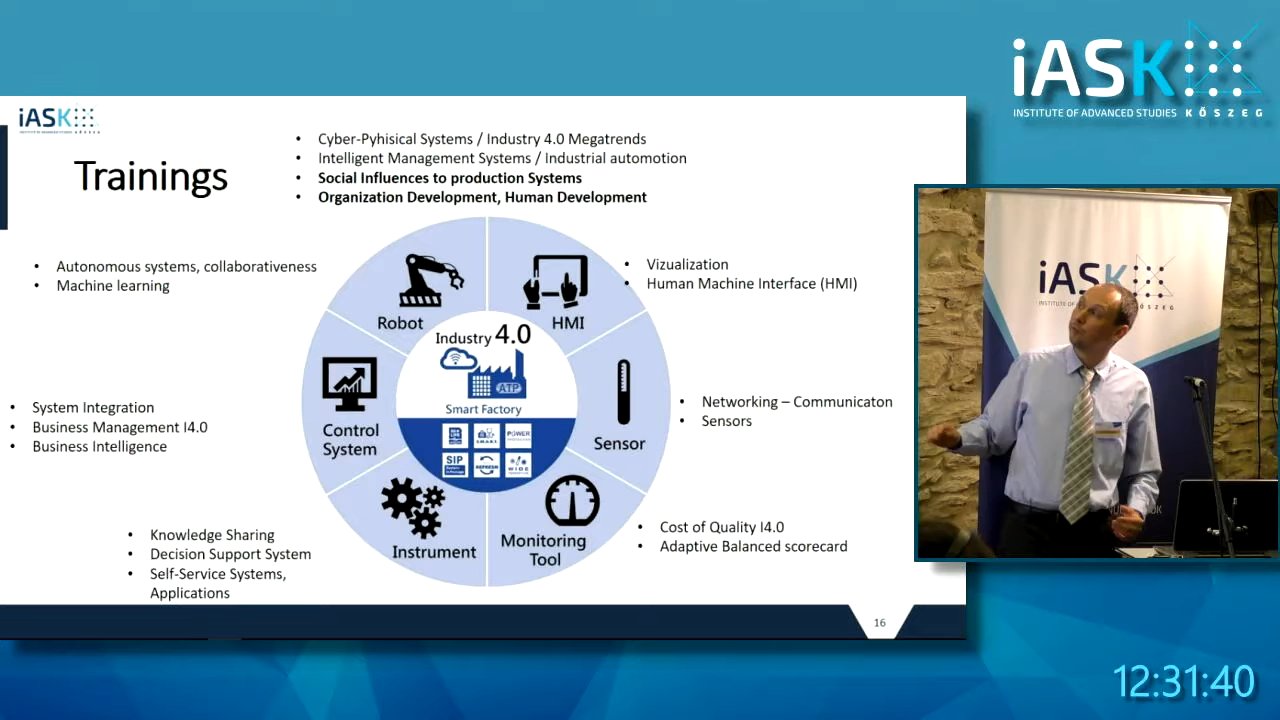 iASK
INSTITUTE OF ADVANCED STUDIES KŐSZEG
iASK
Trainings
• Cyber-Pyhisical Systems / Industry 4.0 Megatrends
• Intelligent Management Systems / Industrial automotion
• Social Influences to production Systems
• Organization Development, Human Development
• Autonomous systems, collaborativeness
• Machine learning
• Vizualization
• Human Machine Interface (HMI)
Robot
HMI
Industry 4.0
ATP
Smart Factory
Control
System
Sensor
POWER
SIP
REFRESH
WIDE
Instrument
Monitoring
Tool
• System Integration
• Business Management I4.0
• Business Intelligence
• Networking – Communicaton
• Sensors
• Knowledge Sharing
• Decision Support System
• Self-Service Systems,
Applications
• Cost of Quality I4.0
• Adaptive Balanced scorecard
16
iASK
12:31:40